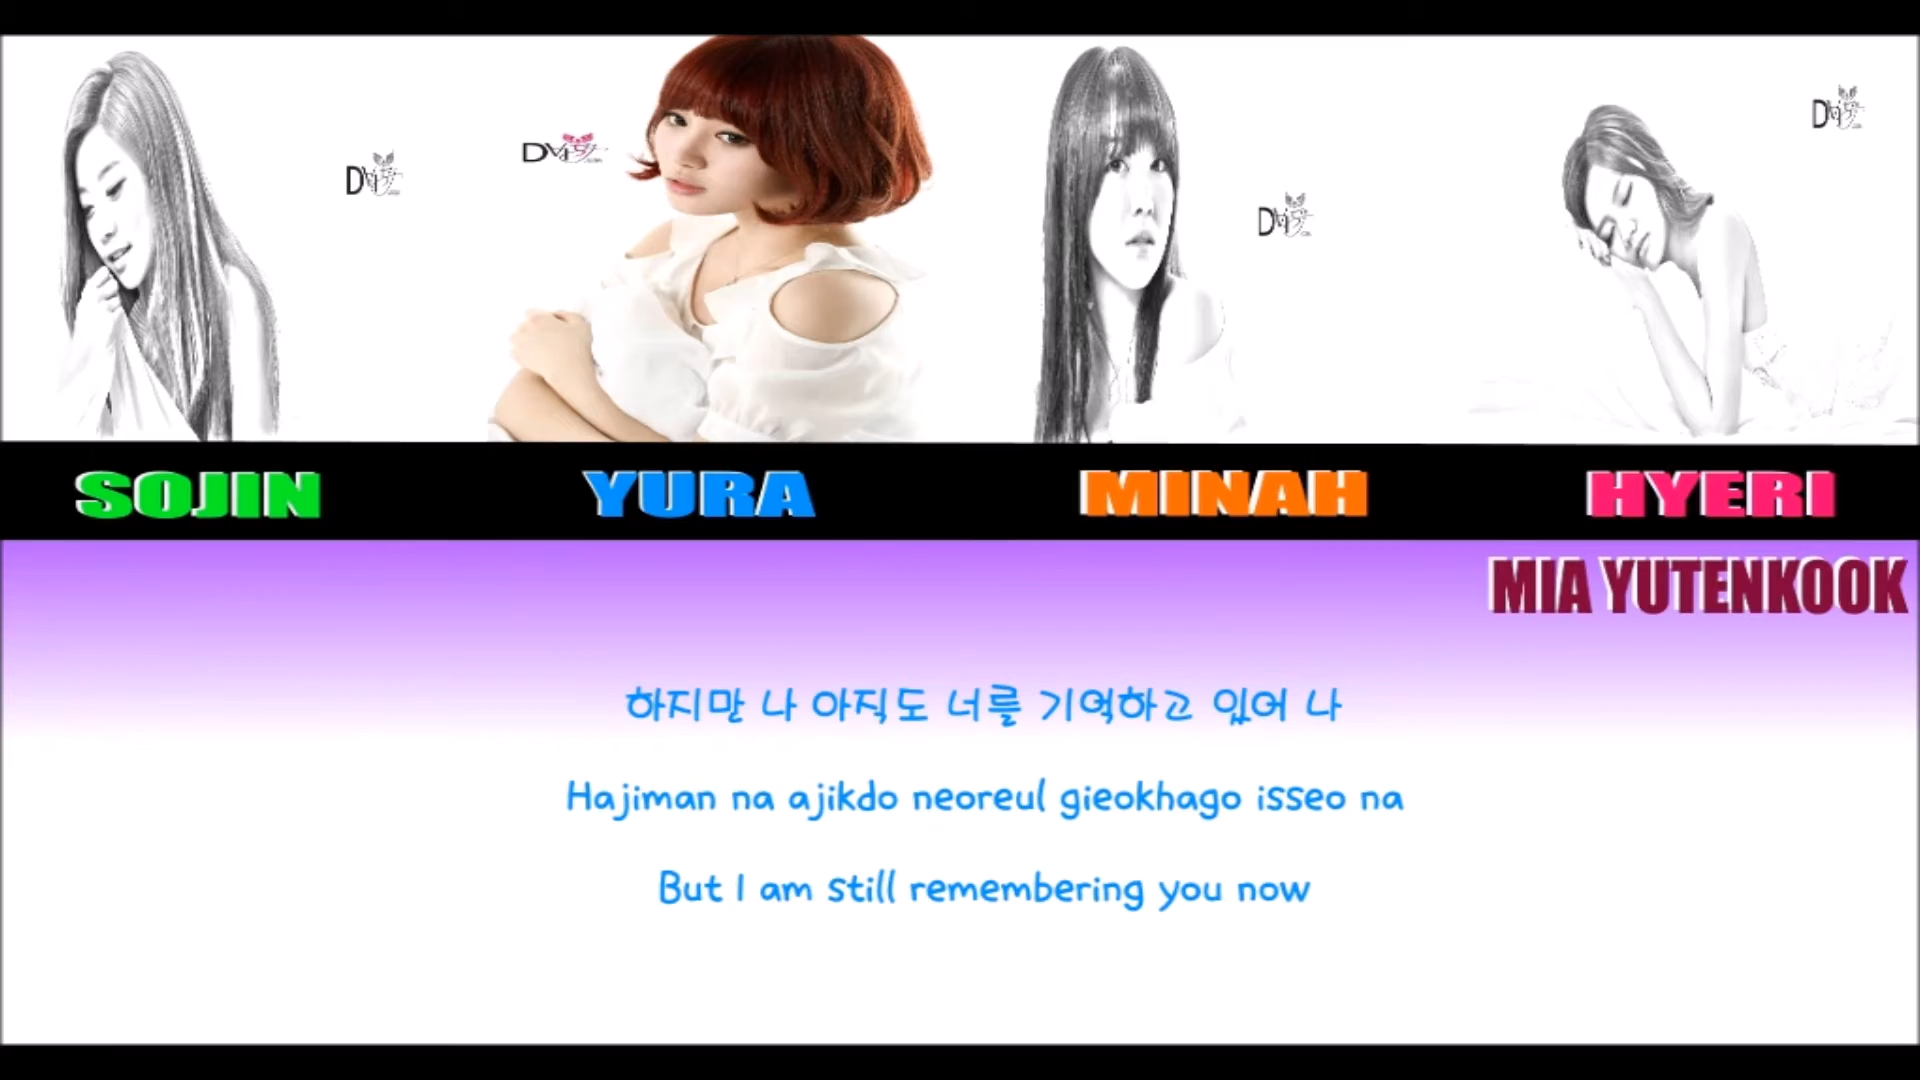 SOJIN YURA MINAH HYERI
MIA YUTENKOOK
하지만 나 아직도 너를 기억하고 있어 나
Hajiman na ajikdo neoreul gieokhago isseo na
But I am still remembering you now